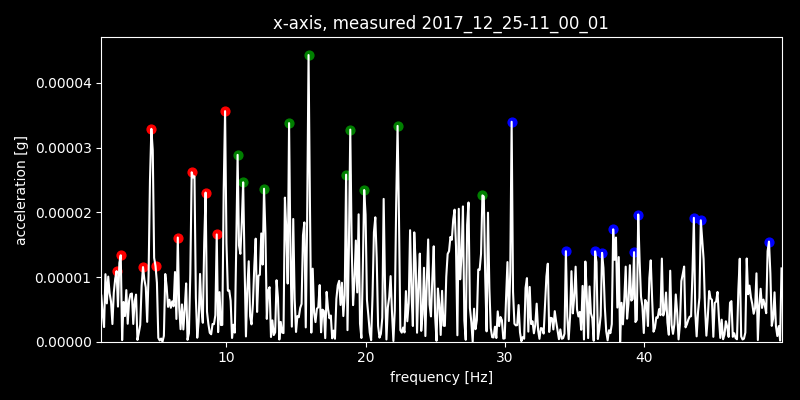 x-axis, measured 2017_12_25-11_00_01
0.00004
0.00003
0.00002
0.00001
0.00000
acceleration [g]
10 20 30 40
frequency [Hz]